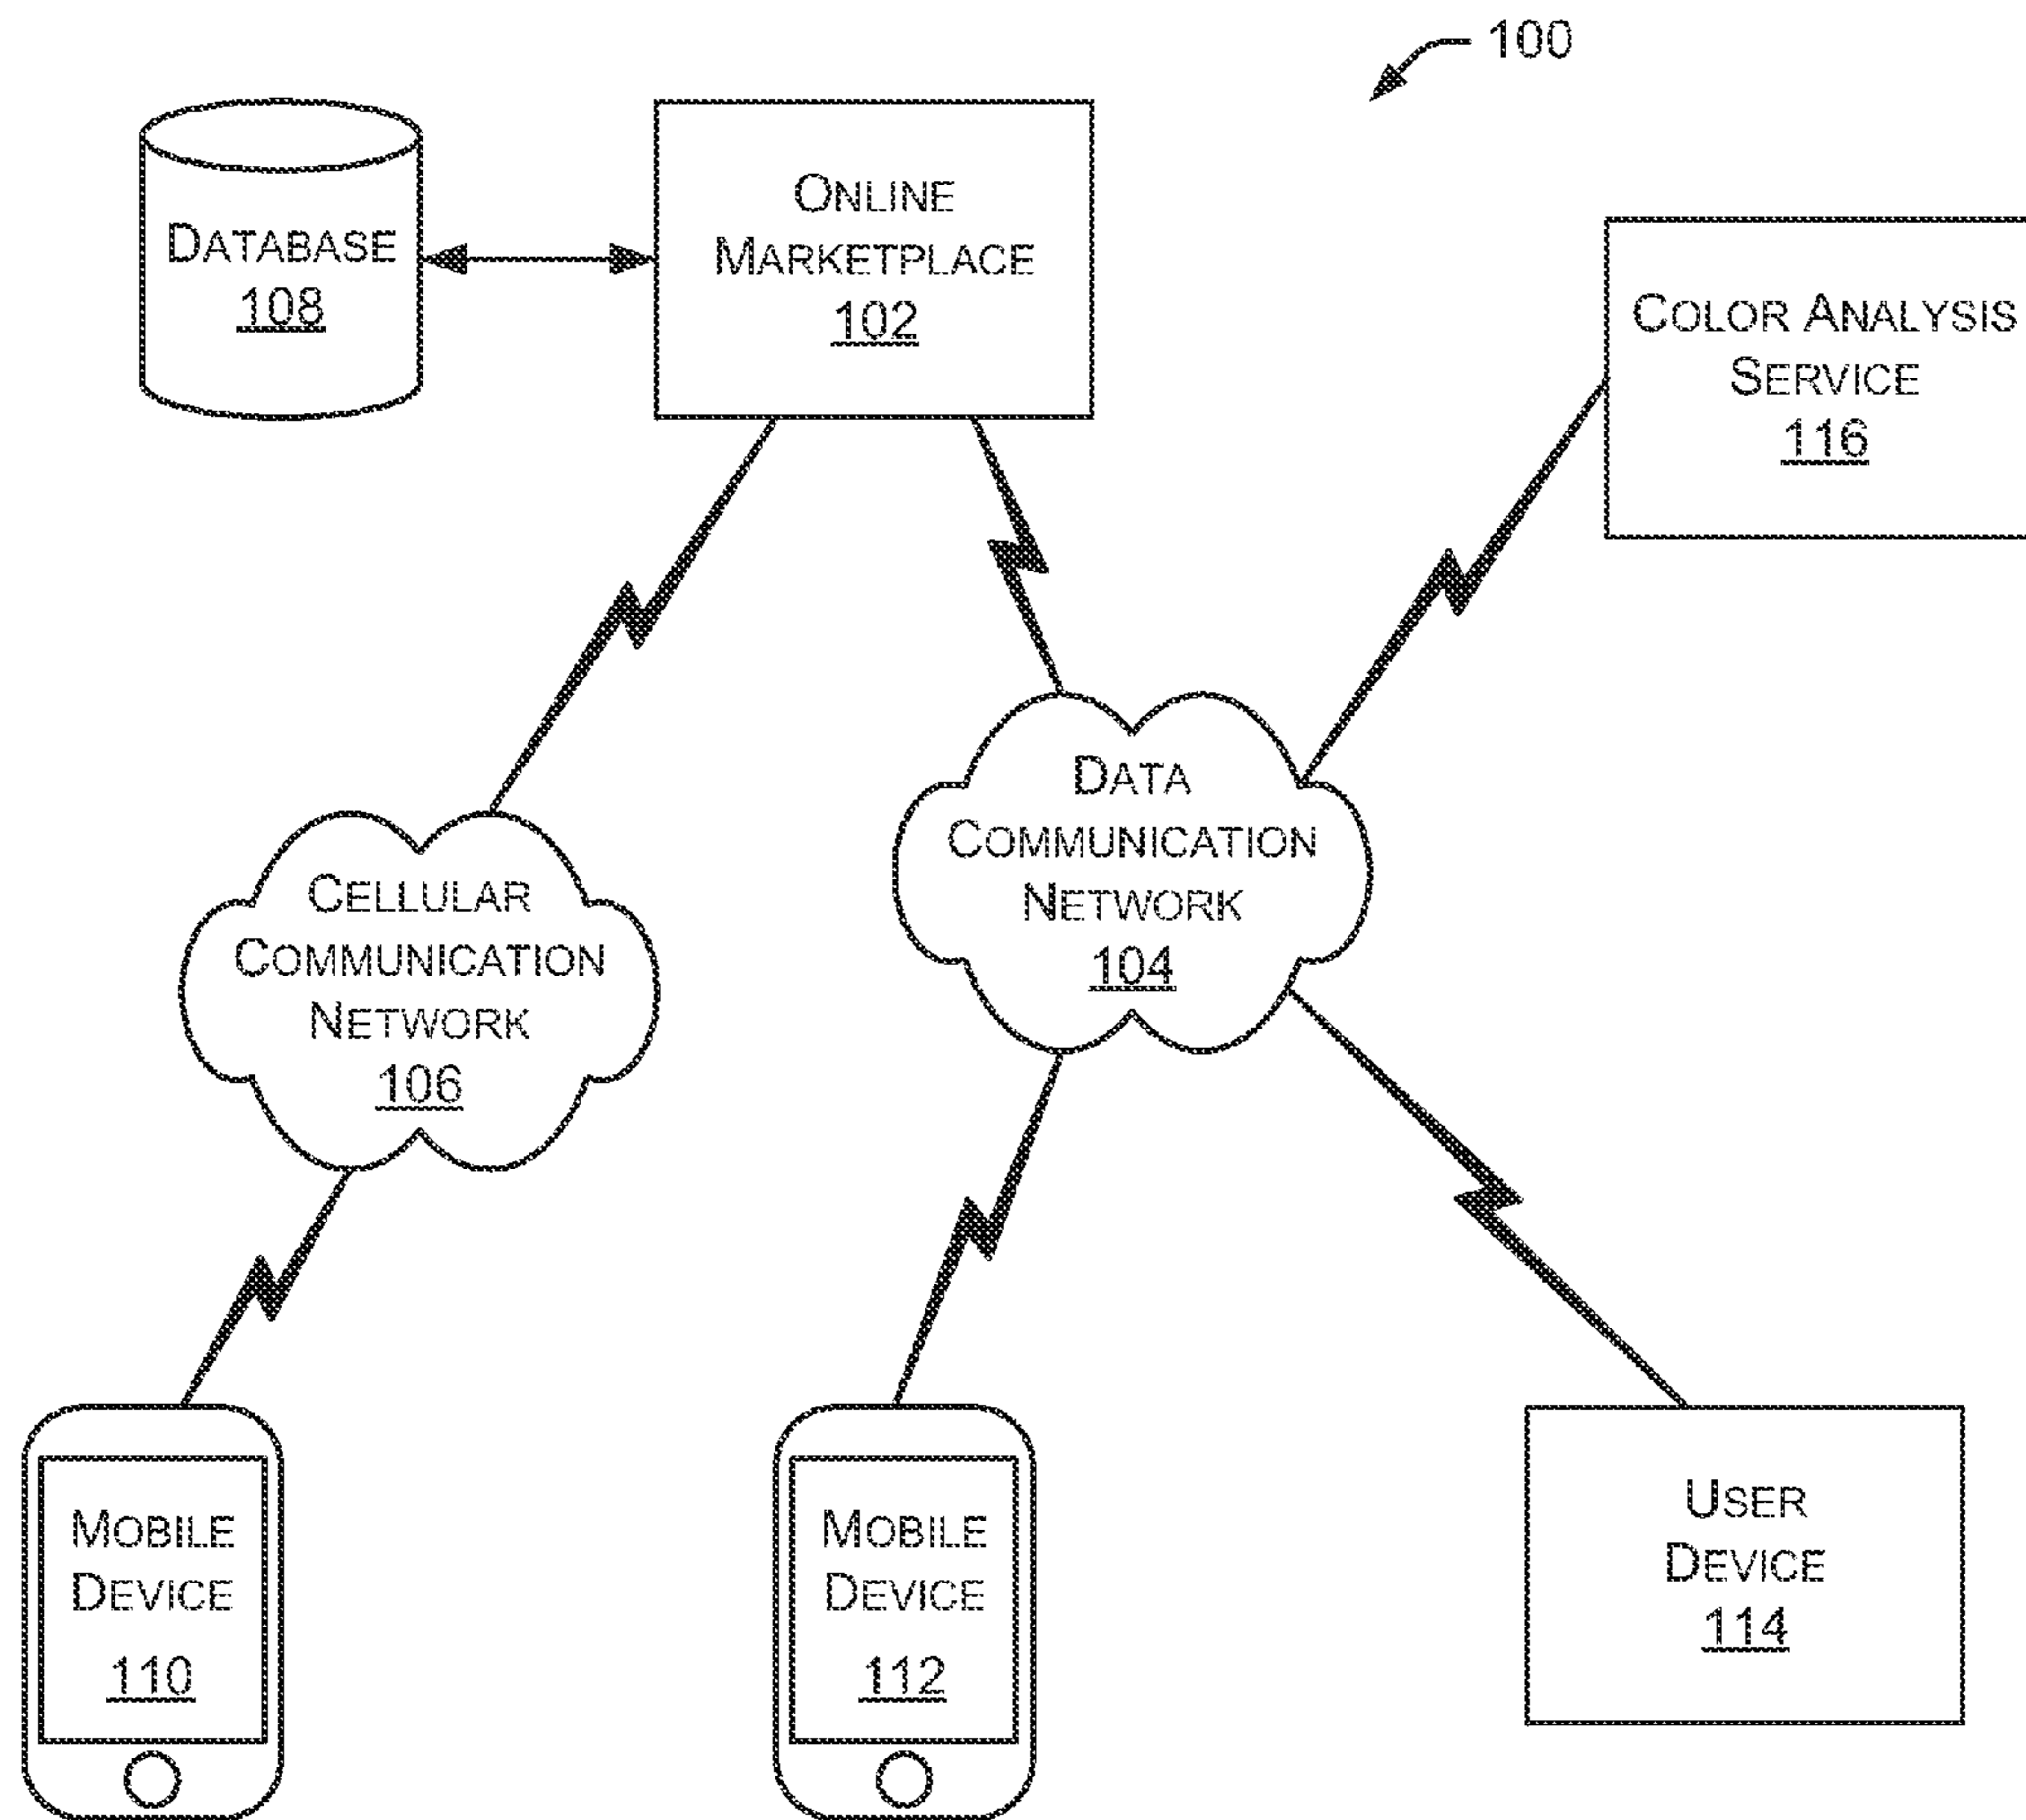 100
DATABASE
108
ONLINE
MARKETPLACE
102
COLOR ANALYSIS
SERVICE
116
DATA
COMMUNICATION
NETWORK
104
CELLULAR
COMMUNICATION
NETWORK
106
MOBILE
DEVICE
110
MOBILE
DEVICE
112
USER
DEVICE
114